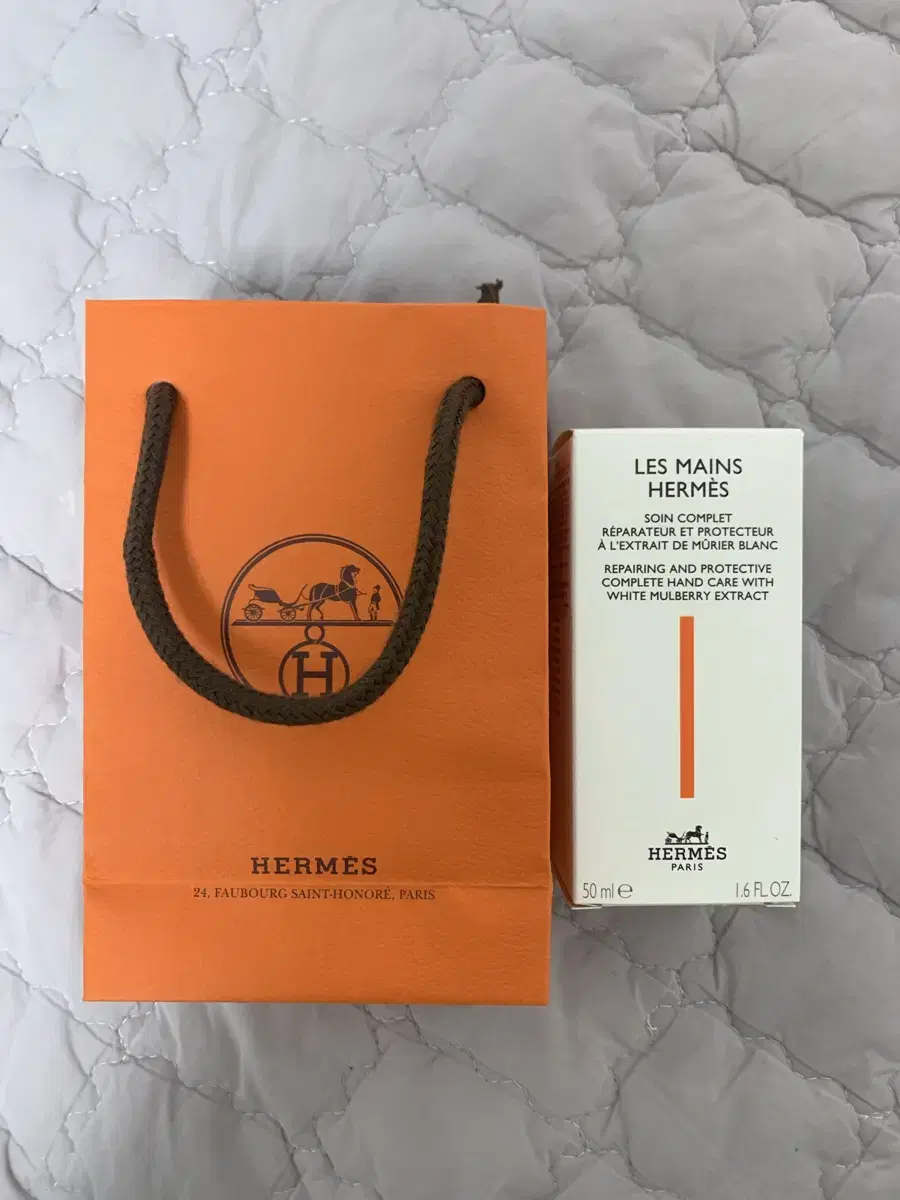 H
HERMÈS
24, FAUBOURG SAINT-HONORÉ, PARIS
LES MAINS
HERMÈS
SOIN COMPLET
RÉPARATEUR ET PROTECTEUR
À L'EXTRAIT DE MÛRIER BLANC
REPAIRING AND PROTECTIVE
COMPLETE HAND CARE WITH
WHITE MULBERRY EXTRACT
HERMÈS
PARIS
50 ml ℮
1.6 FL OZ.